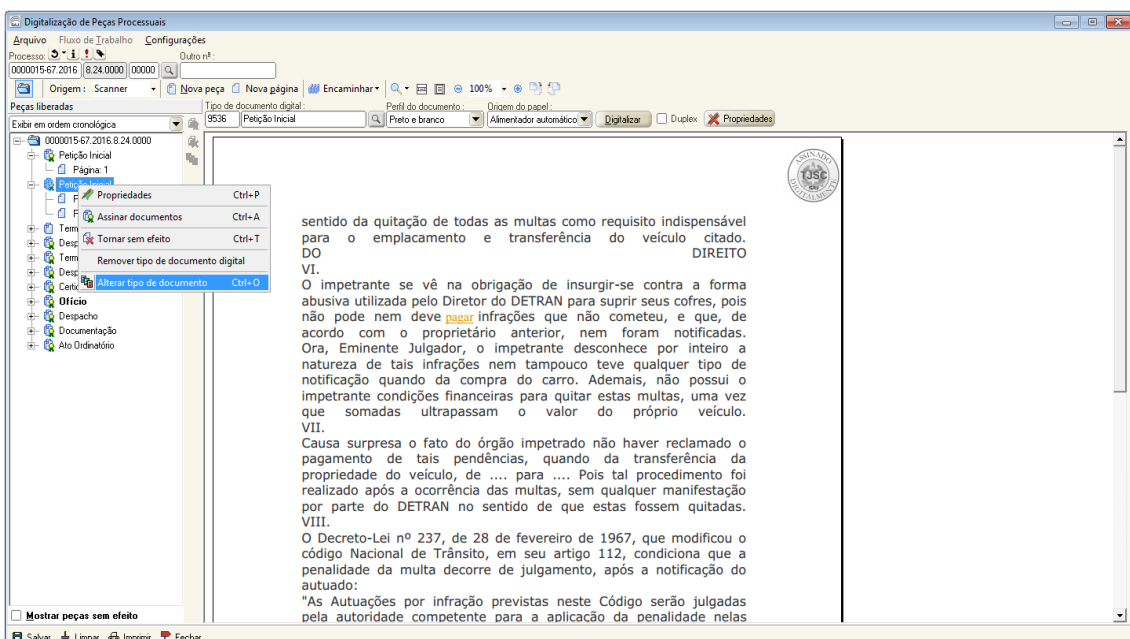 Digitalização de Peças Processuais
Arquivo Fluxo de Trabalho Configurações
Processo: Outro nº :
0000015-67.2016 8.24.0000 00000
Origem : Scanner Nova peça Nova página Encaminhar 100%
Peças liberadas Tipo de documento digital : Perfil do documento : Origem do papel :
Exibir em ordem cronológica 9536 Petição Inicial Preto e branco Alimentador automático Digitalizar Duplex Propriedades
0000015-67.2016.8.24.0000
Petição Inicial
Página: 1
Petição Inicial
Propriedades Ctrl+P
Assinar documentos Ctrl+A
Tornar sem efeito Ctrl+T
Remover tipo de documento digital
Alterar tipo de documento Ctrl+O
Ofício
Despacho
Documentação
Ato Ordinatório
ASSINADO
TJSC
DIGITALMENTE
sentido da quitação de todas as multas como requisito indispensável
para o emplacamento e transferência do veículo citado.
DO DIREITO
VI.
O impetrante se vê na obrigação de insurgir-se contra a forma
abusiva utilizada pelo Diretor do DETRAN para suprir seus cofres, pois
não pode nem deve pagar infrações que não cometeu, e que, de
acordo com o proprietário anterior, nem foram notificadas.
Ora, Eminente Julgador, o impetrante desconhece por inteiro a
natureza de tais infrações nem tampouco teve qualquer tipo de
notificação quando da compra do carro. Ademais, não possui o
impetrante condições financeiras para quitar estas multas, uma vez
que somadas ultrapassam o valor do próprio veículo.
VII.
Causa surpresa o fato do órgão impetrado não haver reclamado o
pagamento de tais pendências, quando da transferência da
propriedade do veículo, de .... para .... Pois tal procedimento foi
realizado após a ocorrência das multas, sem qualquer manifestação
por parte do DETRAN no sentido de que estas fossem quitadas.
VIII.
O Decreto-Lei nº 237, de 28 de fevereiro de 1967, que modificou o
código Nacional de Trânsito, em seu artigo 112, condiciona que a
penalidade da multa decorre de julgamento, após a notificação do
autuado:
"As Autuações por infração previstas neste Código serão julgadas
pela autoridade competente para a aplicação da penalidade nelas
Mostrar peças sem efeito
Salvar Limpar Imprimir Fechar